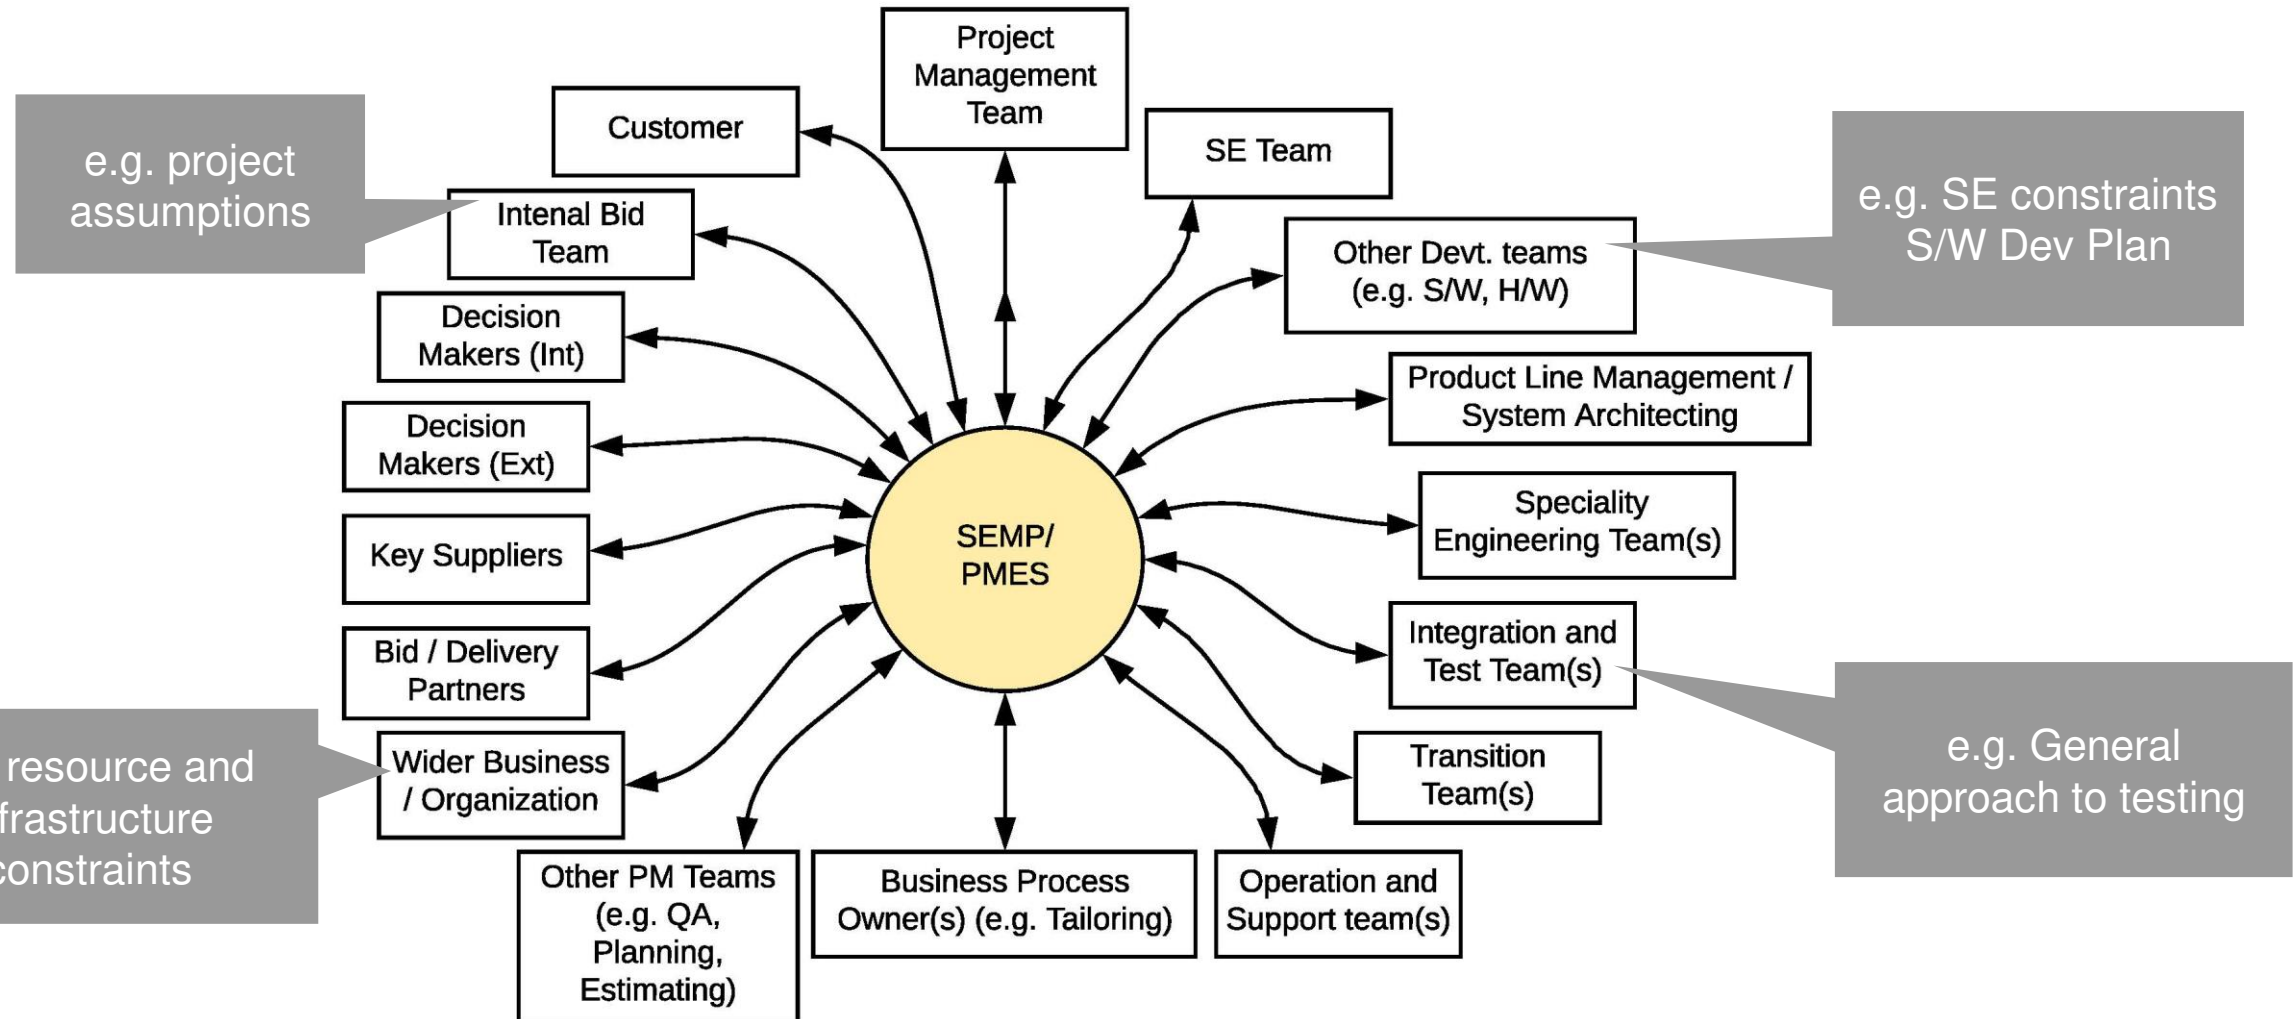 Project
Management
Team
Customer
SE Team
e.g. project
assumptions
Intenal Bid
Team
e.g. SE constraints
S/W Dev Plan
Other Devt. teams
(e.g. S/W, H/W)
Decision
Makers (Int)
Product Line Management /
System Architecting
Decision
Makers (Ext)
Speciality
Engineering Team(s)
SEMP/
PMES
Key Suppliers
Integration and
Test Team(s)
Bid / Delivery
Partners
e.g. General
approach to testing
resource and
frastructure
constraints
Wider Business
/ Organization
Transition
Team(s)
Other PM Teams
(e.g. QA,
Planning,
Estimating)
Business Process
Owner(s) (e.g. Tailoring)
Operation and
Support team(s)